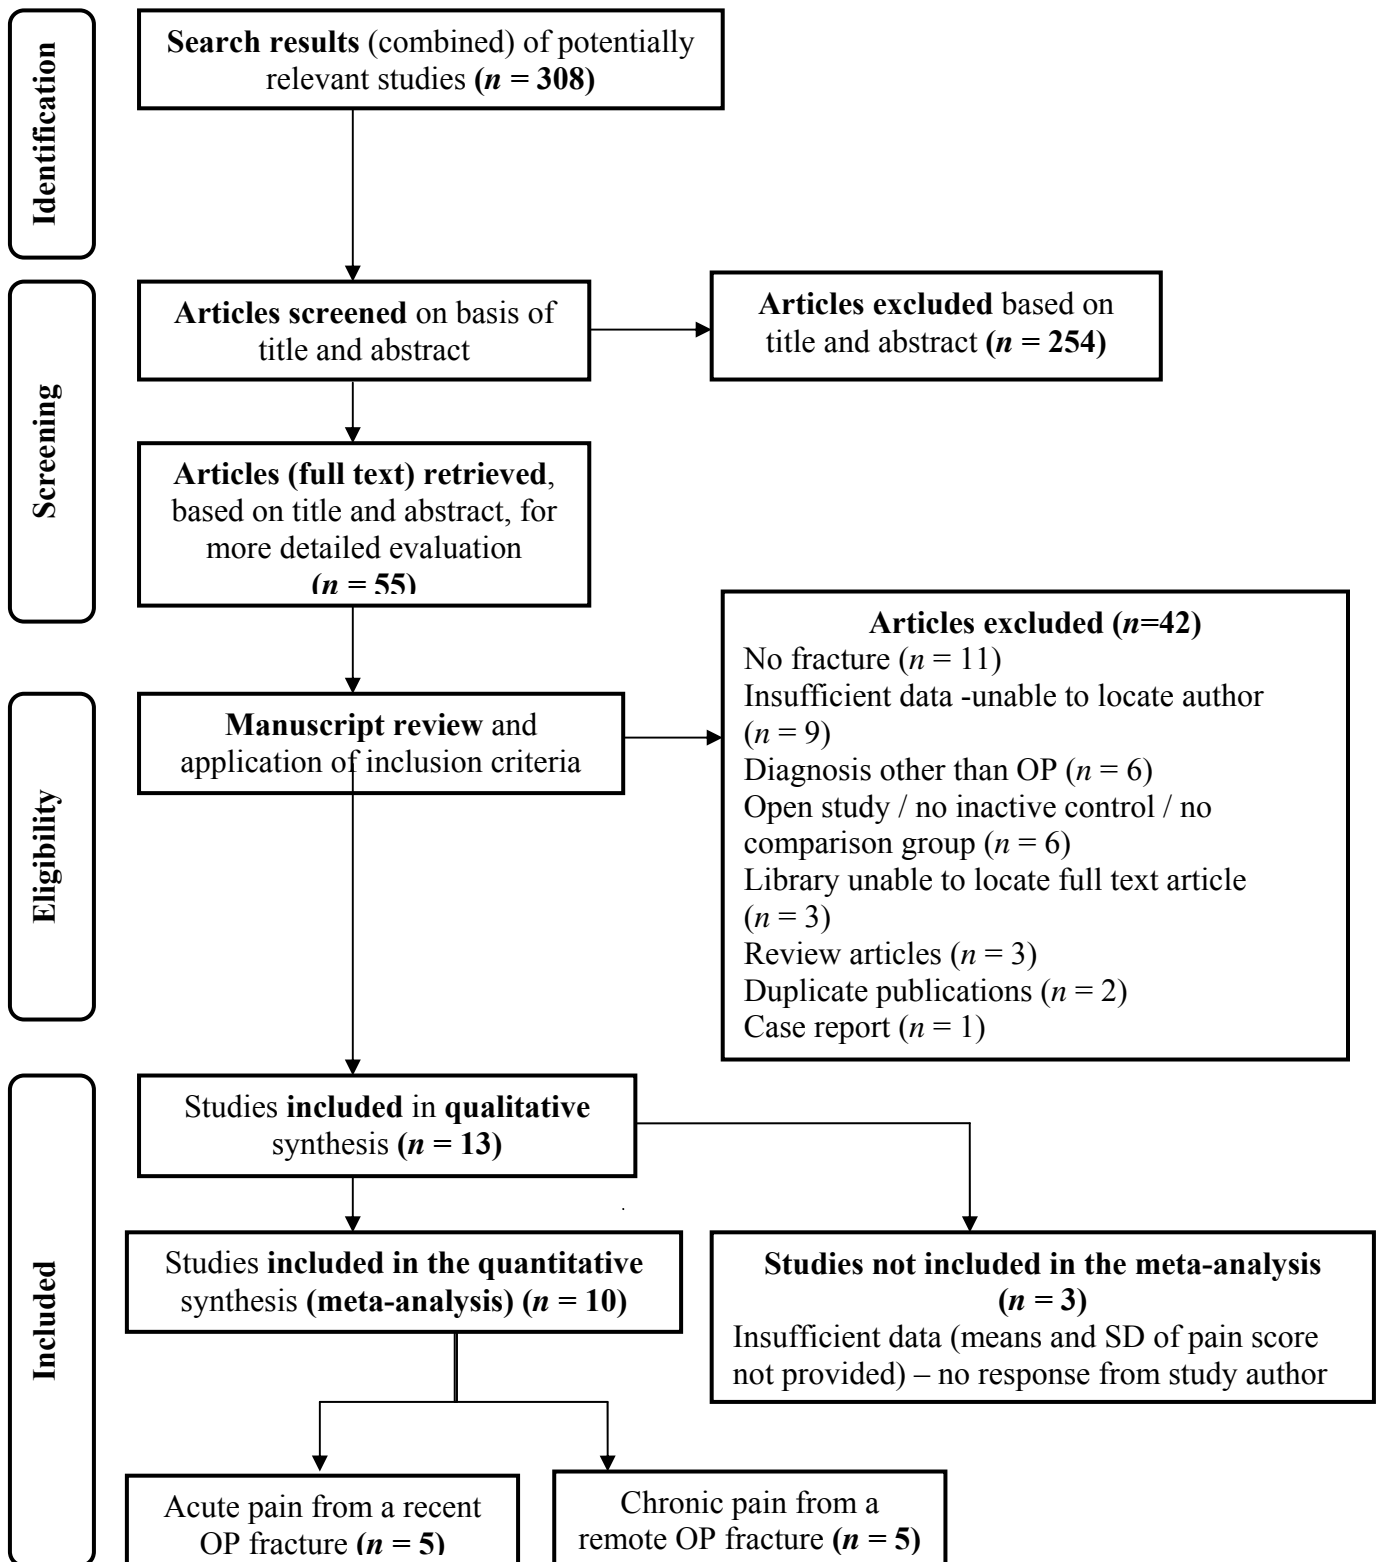 Identification
Search results (combined) of potentially
relevant studies (n = 308)
Screening
Articles screened on basis of
title and abstract
Articles excluded based on
title and abstract (n = 254)
Articles (full text) retrieved,
based on title and abstract, for
more detailed evaluation
(n = 55)
Eligibility
Manuscript review and
application of inclusion criteria
Articles excluded (n=42)
No fracture (n = 11)
Insufficient data -unable to locate author
(n = 9)
Diagnosis other than OP (n = 6)
Open study / no inactive control / no
comparison group (n = 6)
Library unable to locate full text article
(n = 3)
Review articles (n = 3)
Duplicate publications (n = 2)
Case report (n = 1)
Included
Studies included in qualitative
synthesis (n = 13)
Studies included in the quantitative
synthesis (meta-analysis) (n = 10)
Studies not included in the meta-analysis
(n = 3)
Insufficient data (means and SD of pain score
not provided) – no response from study author
Acute pain from a recent
OP fracture (n = 5)
Chronic pain from a
remote OP fracture (n = 5)